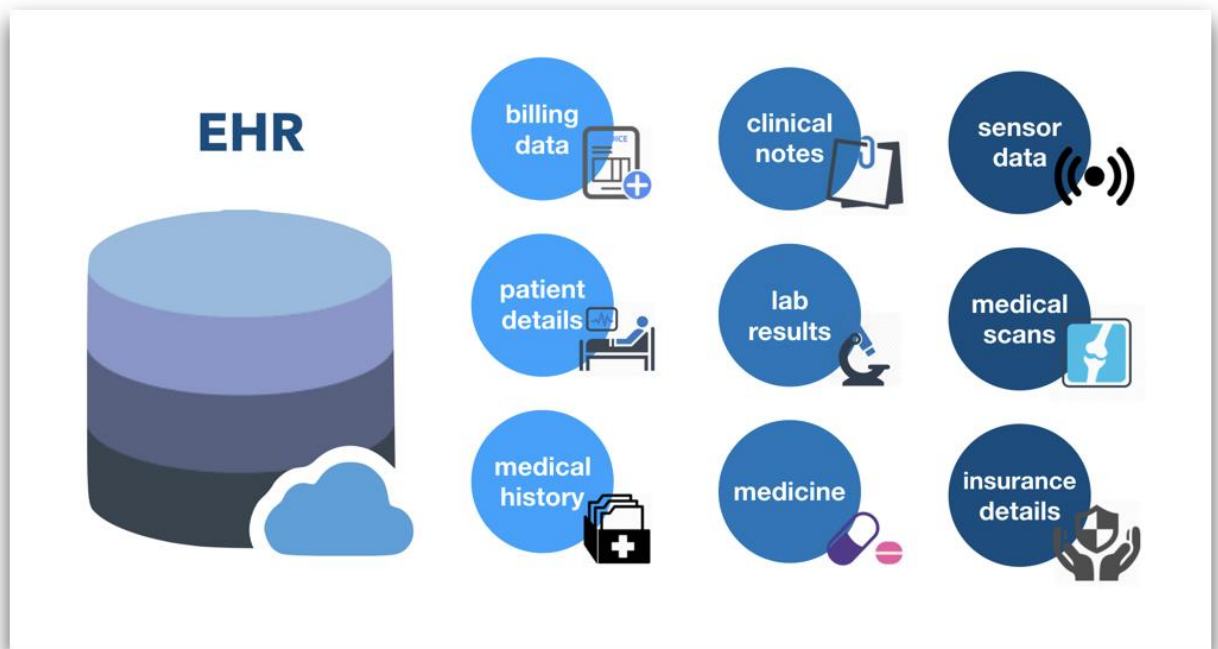 EHR
billing
data
clinical
notes
sensor
data
patient
details
lab
results
medical
scans
medical
history
medicine
insurance
details